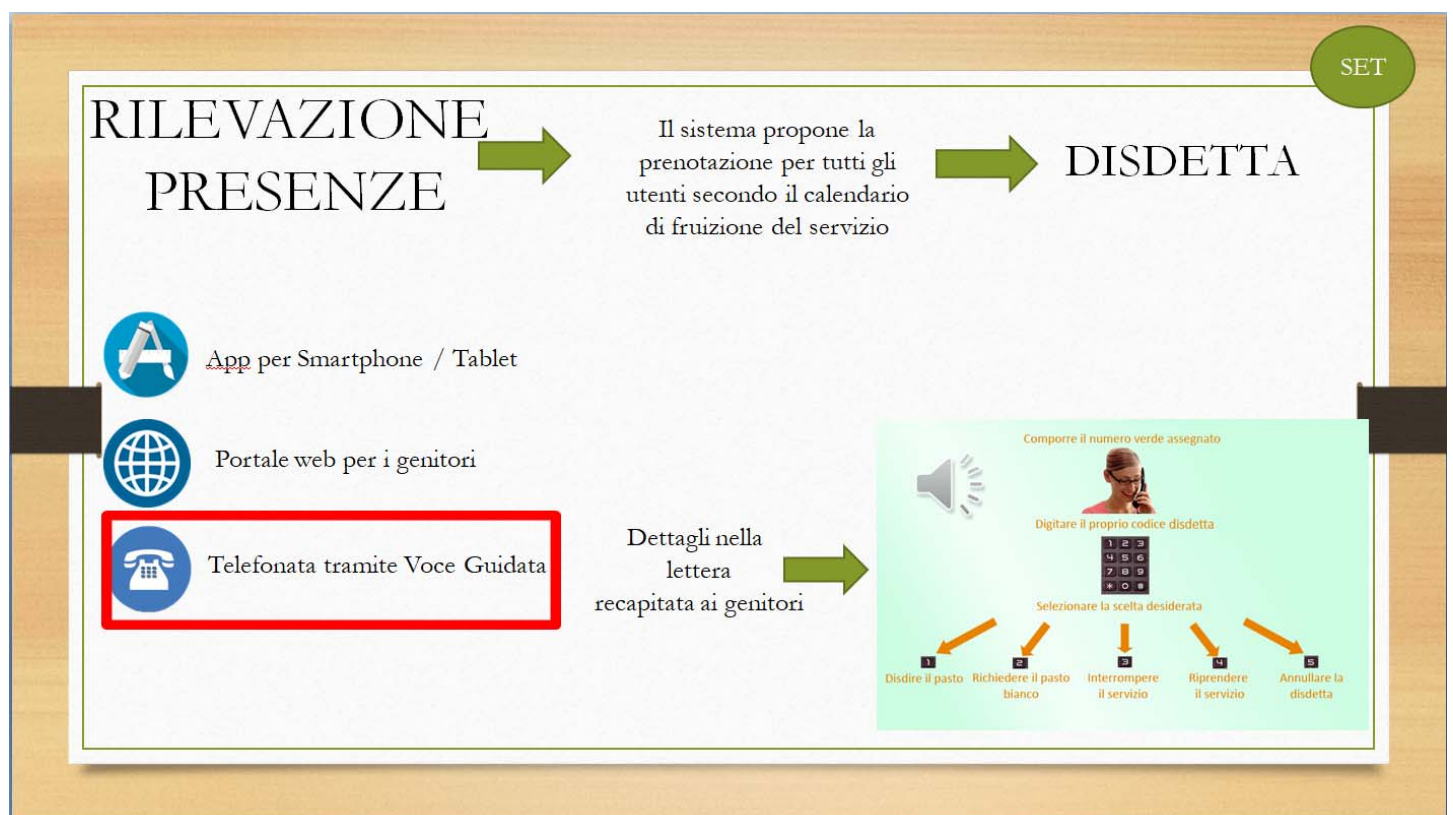 SET
RILEVAZIONE
PRESENZE
Il sistema propone la
prenotazione per tutti gli
utenti secondo il calendario
di fruizione del servizio
DISDETTA
App per Smartphone / Tablet
Portale web per i genitori
Telefonata tramite Voce Guidata
Dettagli nella
lettera
recapitata ai genitori
Comporre il numero verde assegnato
Digitare il proprio codice disdetta
1 2 3
4 5 6
7 8 9
* 0 #
Selezionare la scelta desiderata
1
Disdire il pasto
2
Richiedere il pasto
bianco
3
Interrompere
il servizio
4
Riprendere
il servizio
5
Annullare la
disdetta